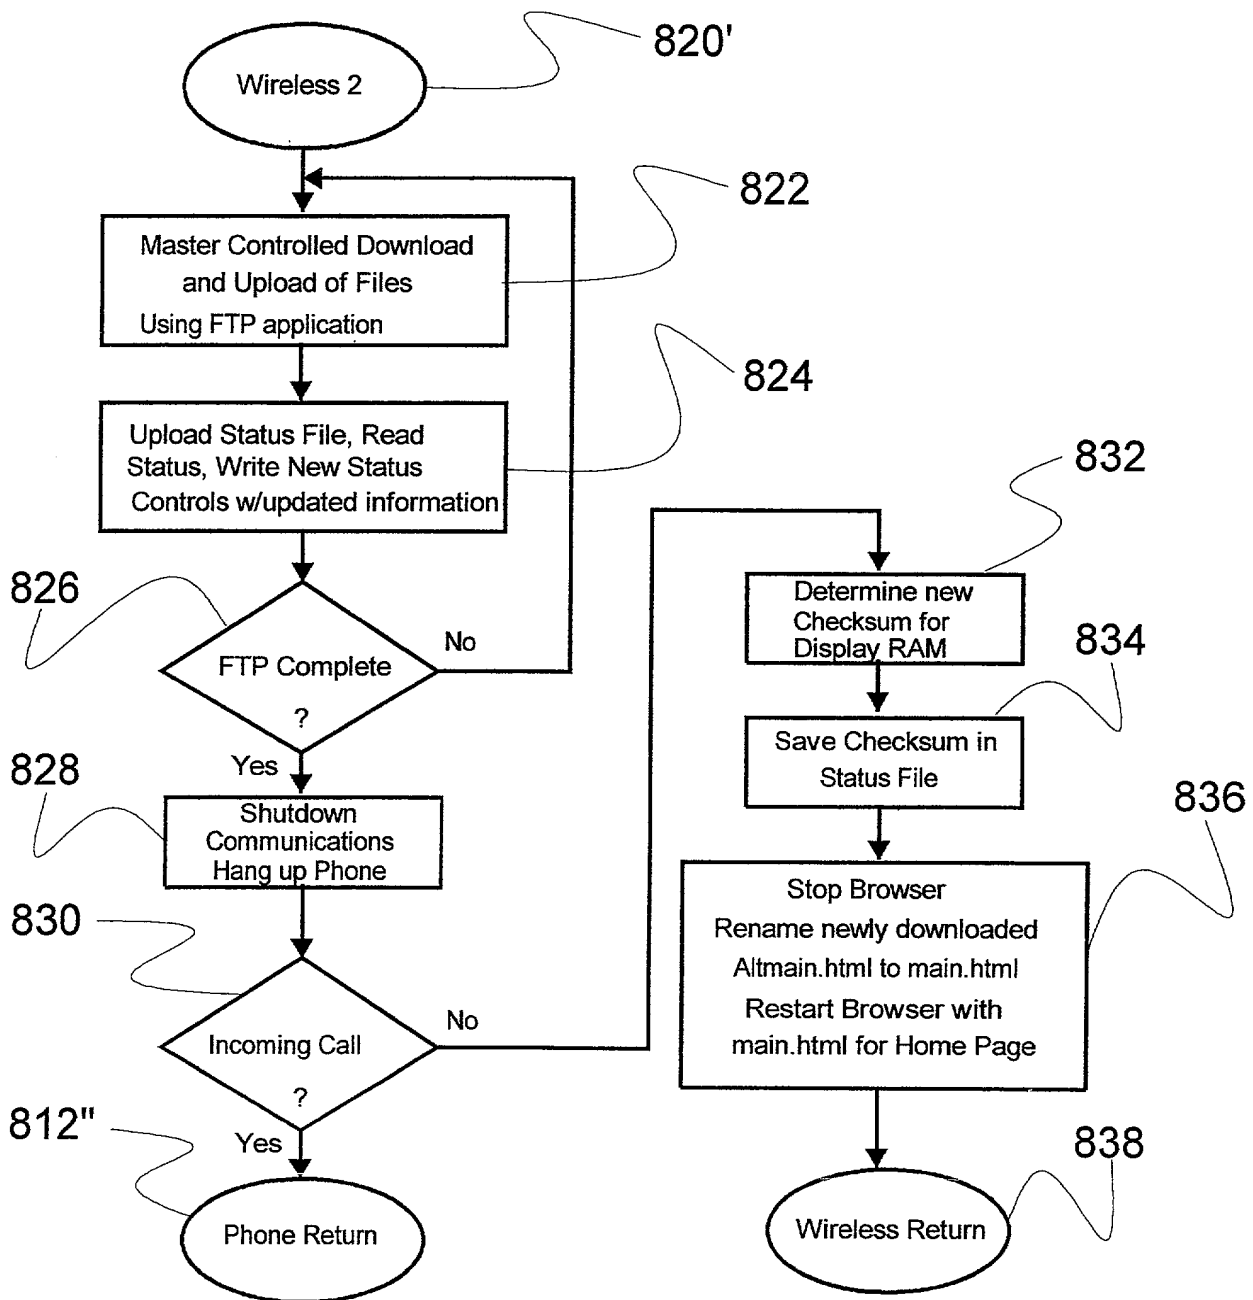 820'
Wireless 2
822
Master Controlled Download
and Upload of Files
Using FTP application
824
Upload Status File, Read
Status, Write New Status
Controls w/updated information
826
FTP Complete
?
No
Yes
828
Shutdown
Communications
Hang up Phone
830
Incoming Call
?
No
Yes
812"
Phone Return
832
Determine new
Checksum for
Display RAM
834
Save Checksum in
Status File
836
Stop Browser
Rename newly downloaded
Altmain.html to main.html
Restart Browser with
main.html for Home Page
838
Wireless Return